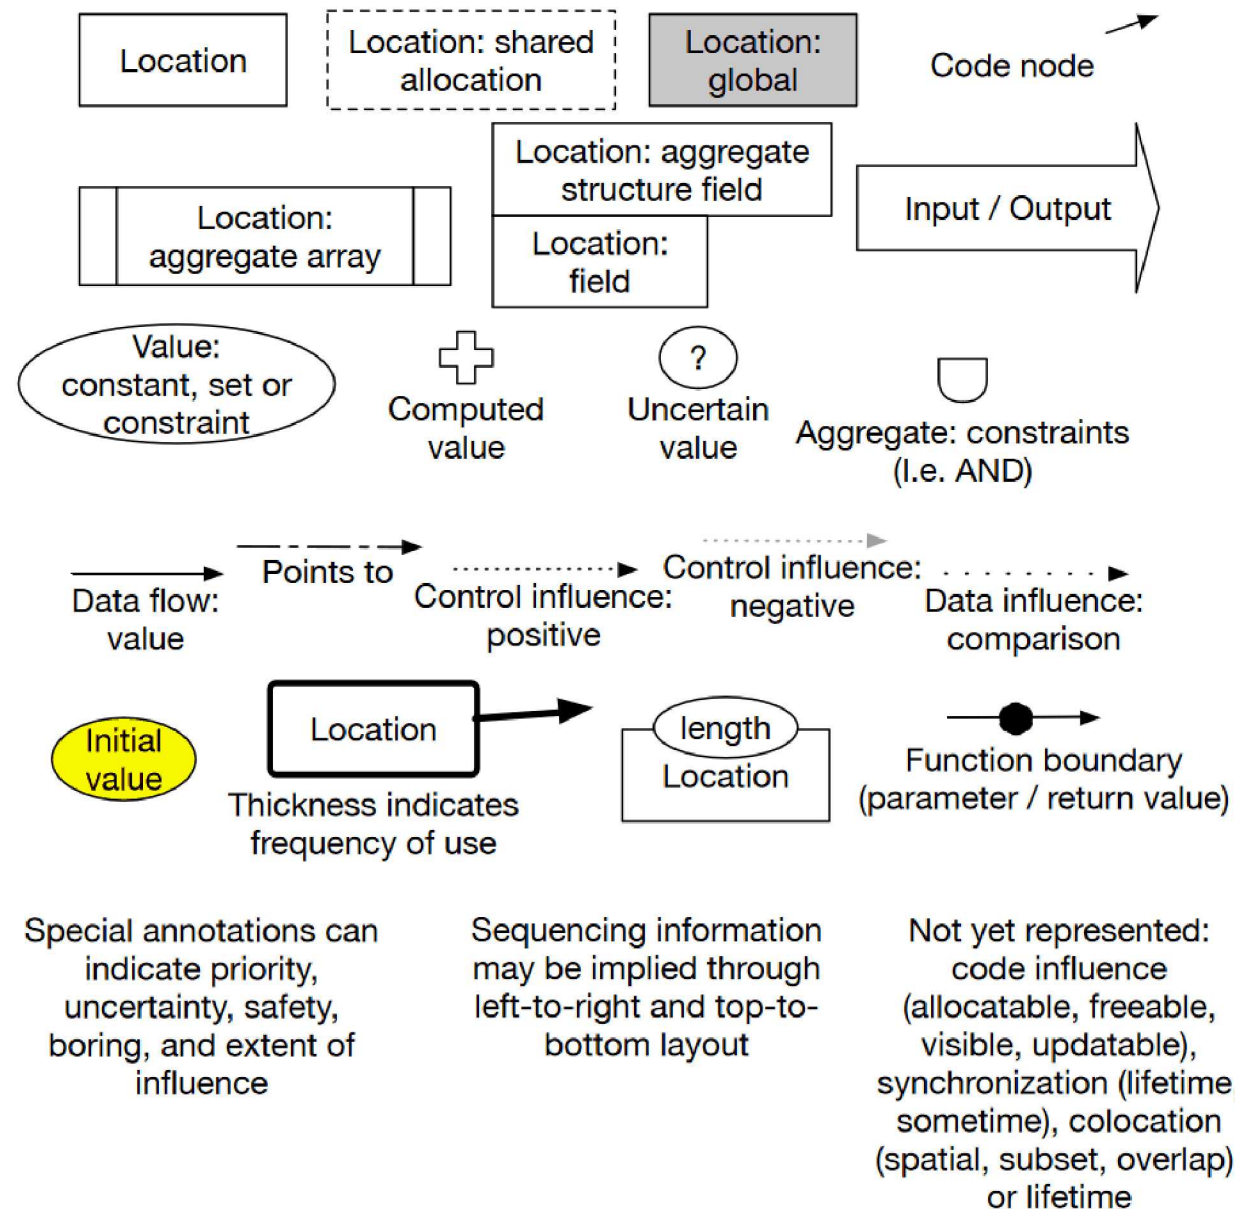 Location
Location: shared
allocation
Location:
global
Code node
Location: aggregate
structure field
Location:
aggregate array
Location:
field
Input / Output
Value:
constant, set or
constraint
Computed
value
?
Uncertain
value
Aggregate: constraints
(I.e. AND)
Data flow:
value
Points to
Control influence:
positive
Control influence:
negative
Data influence:
comparison
Initial
value
Location
Thickness indicates
frequency of use
length
Location
Function boundary
(parameter / return value)
Special annotations can
indicate priority,
uncertainty, safety,
boring, and extent of
influence
Sequencing information
may be implied through
left-to-right and top-to-
bottom layout
Not yet represented:
code influence
(allocatable, freeable,
visible, updatable),
synchronization (lifetime,
sometime), colocation
(spatial, subset, overlap)
or lifetime